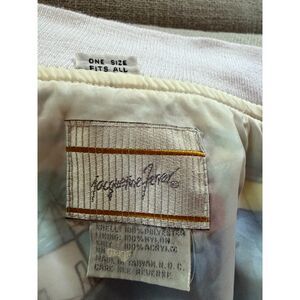 ONE SIZE
FITS ALL
Jacqueline Ferrar
SHELL: 100% POLYESTER
LINING: 100% NYLON
100% ACRYLIC
MADE IN TAIWAN, R.O.C.
CARE SEE REVERSE